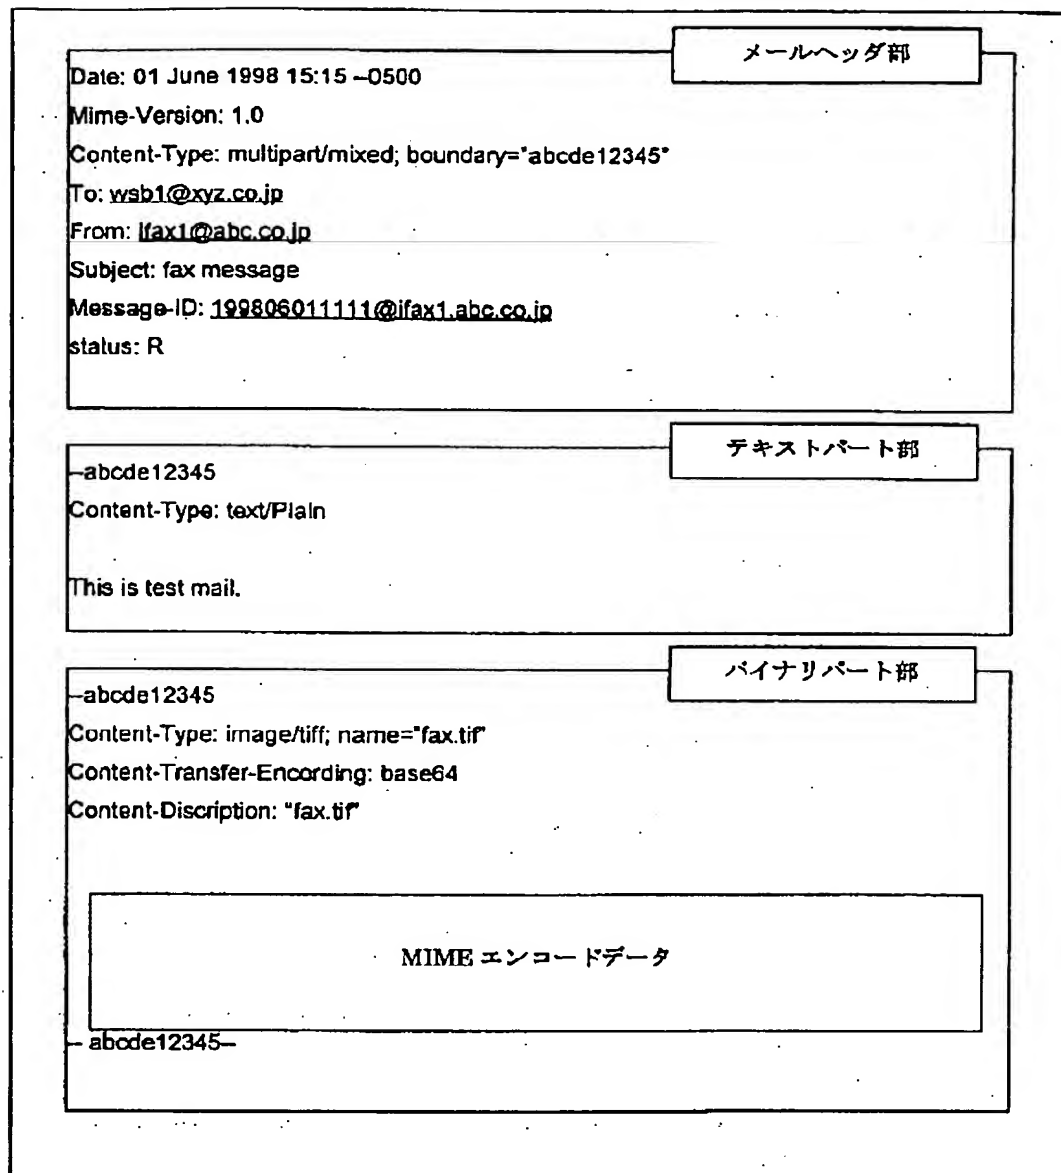 メールヘッダ部
Date: 01 June 1998 15:15 –0500
Mime-Version: 1.0
Content-Type: multipart/mixed; boundary="abcde12345"
To: wsb1@xyz.co.jp
From: ifax1@abc.co.jp
Subject: fax message
Message-ID: 199806011111@ifax1.abc.co.jp
status: R
テキストパート部
–abcde12345
Content-Type: text/Plain
This is test mail.
バイナリパート部
–abcde12345
Content-Type: image/tiff; name="fax.tif"
Content-Transfer-Encording: base64
Content-Discription: "fax.tif"
MIME エンコードデータ
– abcde12345–